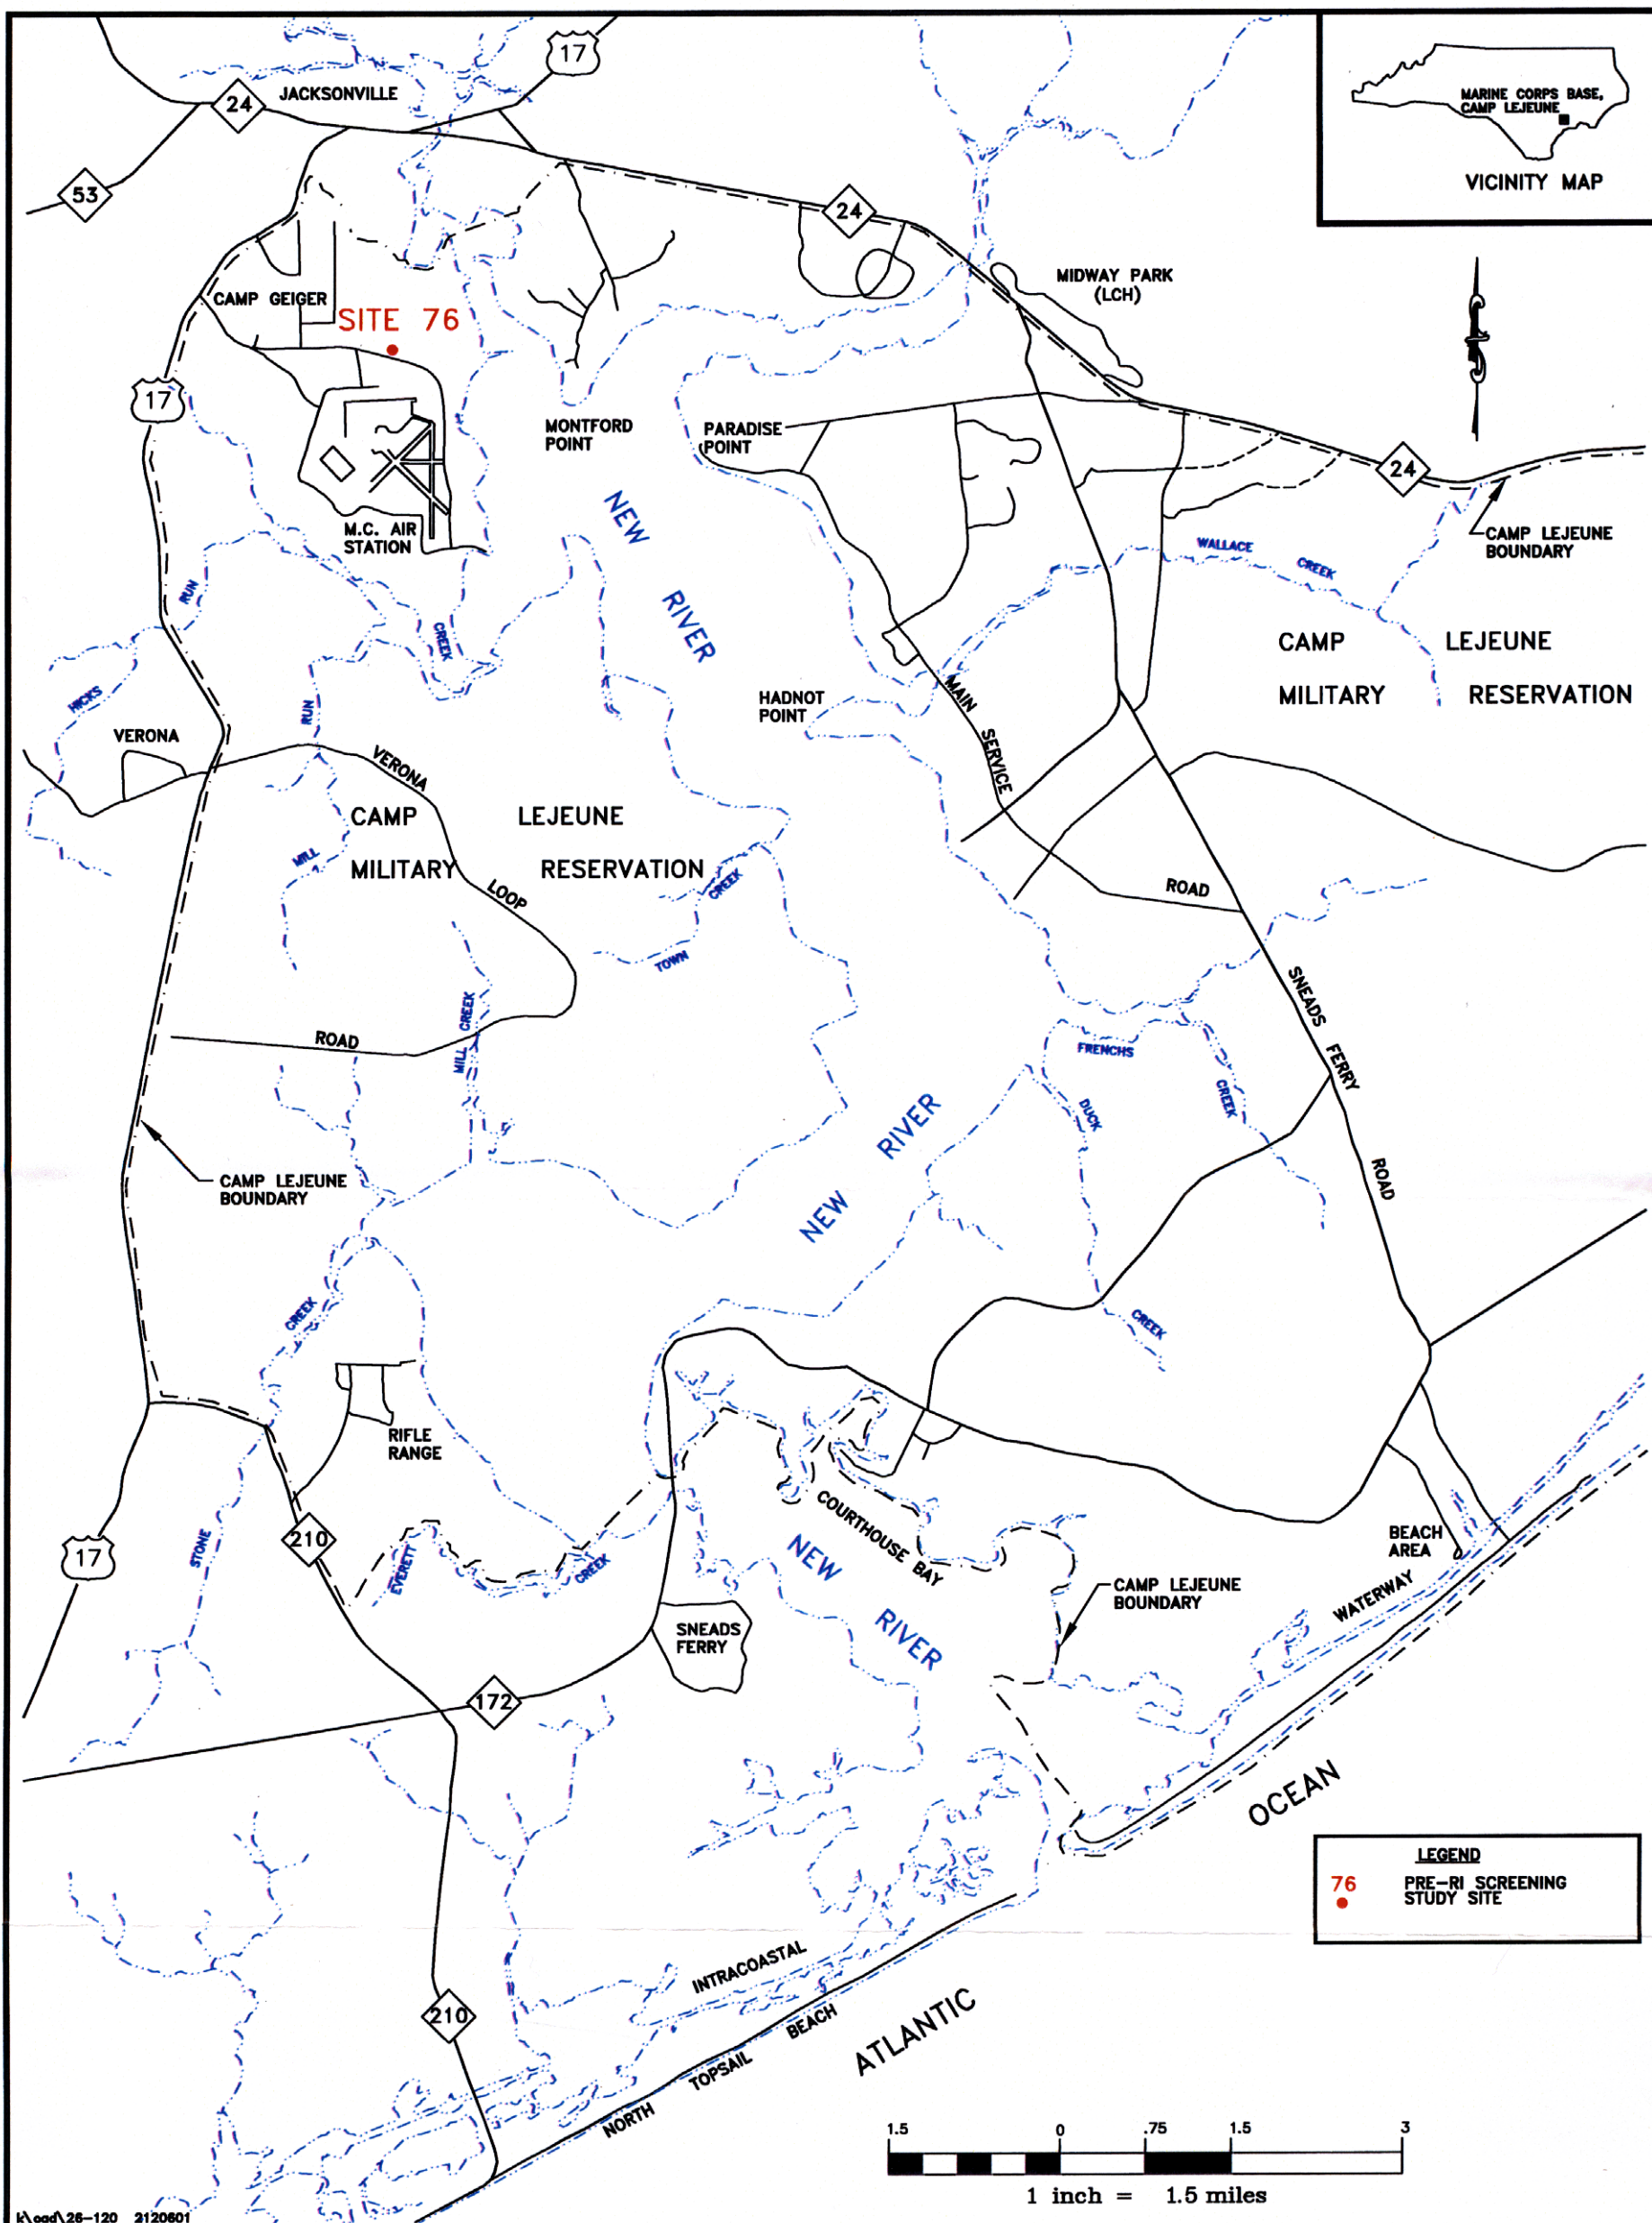 17
24
JACKSONVILLE
MARINE CORPS BASE,
CAMP LEJEUNE
VICINITY MAP
53
24
CAMP GEIGER
MIDWAY PARK
(LCH)
SITE 76
17
MONTFORD
POINT
PARADISE
POINT
24
NEW
RIVER
M.C. AIR
STATION
CAMP LEJEUNE
BOUNDARY
WALLACE
CREEK
RUN
CREEK
CAMP LEJEUNE
MILITARY RESERVATION
HICKS
RUN
HADNOT
POINT
MAIN
SERVICE
ROAD
VERONA
VERONA
LOOP
ROAD
CAMP LEJEUNE
MILITARY RESERVATION
MILL
CREEK
TOWN
MILL CREEK
SNEADS
FERRY
ROAD
FRENCHS
CREEK
DUCK
CREEK
NEW
RIVER
CAMP LEJEUNE
BOUNDARY
CREEK
STONE
RIFLE
RANGE
17
210
EVERETT
CREEK
COURTHOUSE BAY
NEW
RIVER
CAMP LEJEUNE
BOUNDARY
BEACH
AREA
WATERWAY
SNEADS
FERRY
172
OCEAN
LEGEND
76 PRE-RI SCREENING
STUDY SITE
210
INTRACOASTAL
NORTH TOPSAIL BEACH
ATLANTIC
1.5 0 .75 1.5 3
1 inch = 1.5 miles
k\cad\26-120 2120601